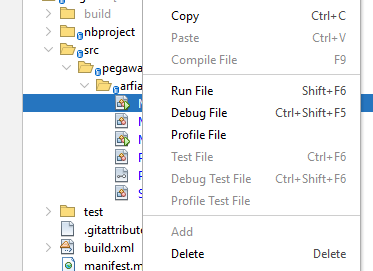 build
nbproject
src
pegawa
arfia
test
.gitattribute
build.xml
manifest.m
Copy Ctrl+C
Paste Ctrl+V
Compile File F9
Run File Shift+F6
Debug File Ctrl+Shift+F5
Profile File
Test File Ctrl+F6
Debug Test File Ctrl+Shift+F6
Profile Test File
Add
Delete Delete